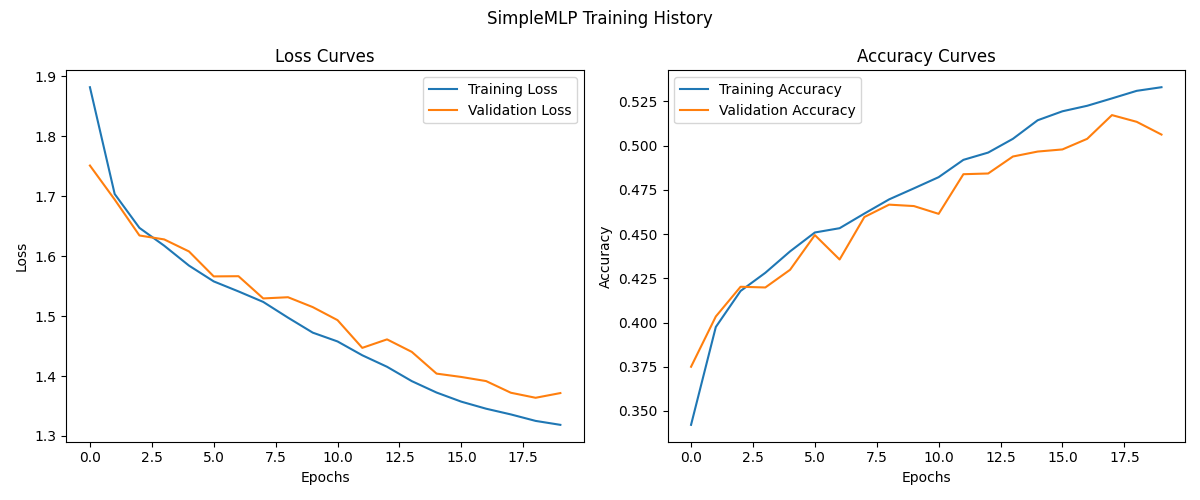 SimpleMLP Training History
Loss Curves
Loss
1.9
1.8
1.7
1.6
1.5
1.4
1.3
Training Loss
Validation Loss
0.0 2.5 5.0 7.5 10.0 12.5 15.0 17.5
Epochs
Accuracy Curves
Accuracy
0.525
0.500
0.475
0.450
0.425
0.400
0.375
0.350
Training Accuracy
Validation Accuracy
0.0 2.5 5.0 7.5 10.0 12.5 15.0 17.5
Epochs